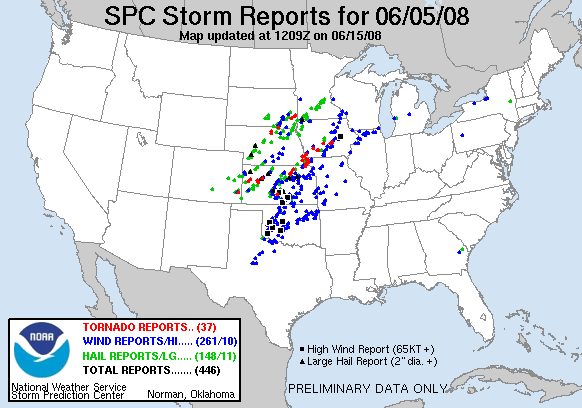 SPC Storm Reports for 06/05/08
Map updated at 1209Z on 06/15/08
TORNADO REPORTS.. (37)
WIND REPORTS/HI..... (261/10)
HAIL REPORTS/LG..... (148/11)
TOTAL REPORTS....... (446)
NOAA
National Weather Service
Storm Prediction Center Norman, Oklahoma
High Wind Report (65KT +)
Large Hail Report (2" dia. +)
PRELIMINARY DATA ONLY